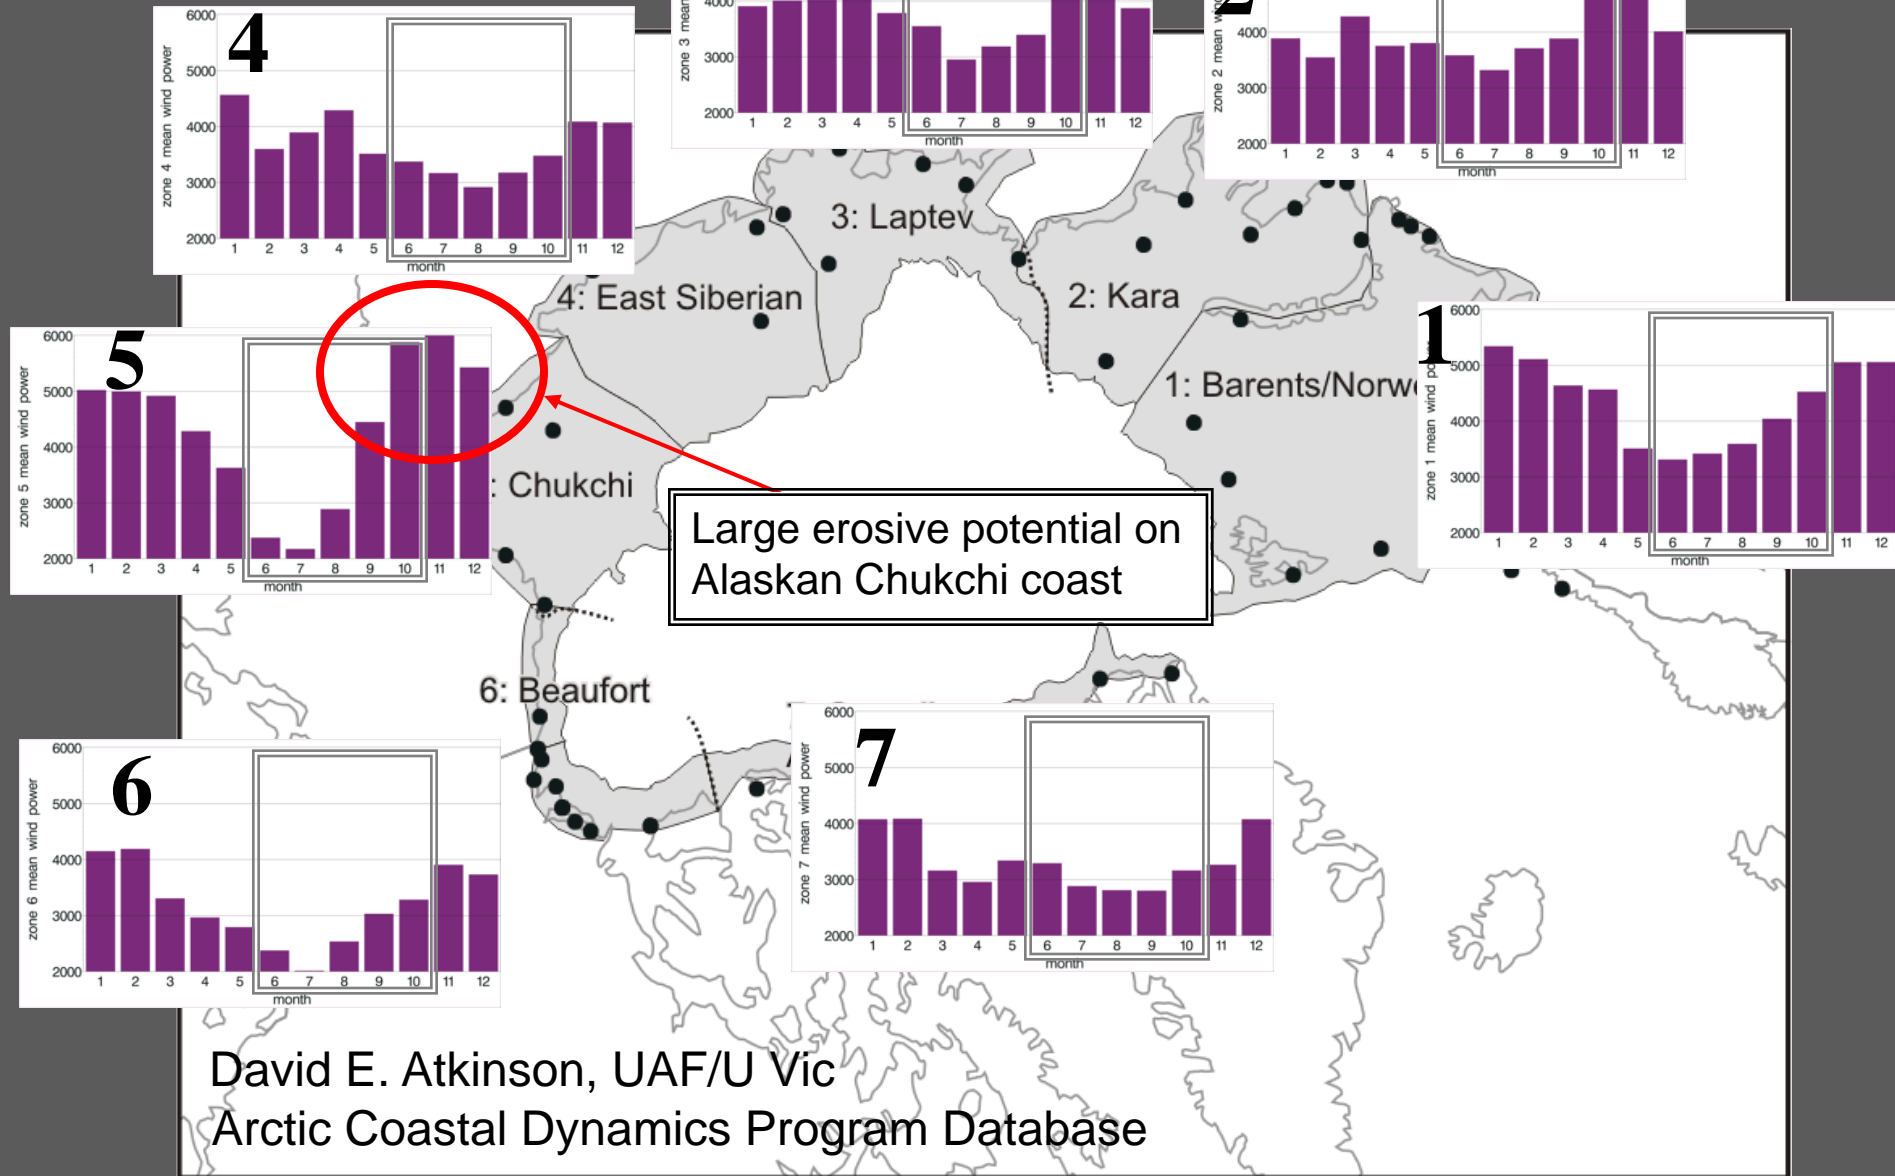 4
6000
5000
4000
3000
2000
zone 4 mean wind power
1 2 3 4 5 6 7 8 9 10 11 12
month
4000
3000
2000
zone 3 mean
1 2 3 4 5 6 7 8 9 10 11 12
month
4000
3000
2000
zone 2 mean
1 2 3 4 5 6 7 8 9 10 11 12
month
3: Laptev
4: East Siberian
2: Kara
1: Barents/Norw
: Chukchi
6: Beaufort
5
6000
5000
4000
3000
2000
zone 5 mean wind power
1 2 3 4 5 6 7 8 9 10 11 12
month
1
6000
5000
4000
3000
2000
zone 1 mean wind power
1 2 3 4 5 6 7 8 9 10 11 12
month
Large erosive potential on
Alaskan Chukchi coast
6
6000
5000
4000
3000
2000
zone 6 mean wind power
1 2 3 4 5 6 7 8 9 10 11 12
month
7
6000
5000
4000
3000
2000
zone 7 mean wind power
1 2 3 4 5 6 7 8 9 10 11 12
month
David E. Atkinson, UAF/U Vic
Arctic Coastal Dynamics Program Database